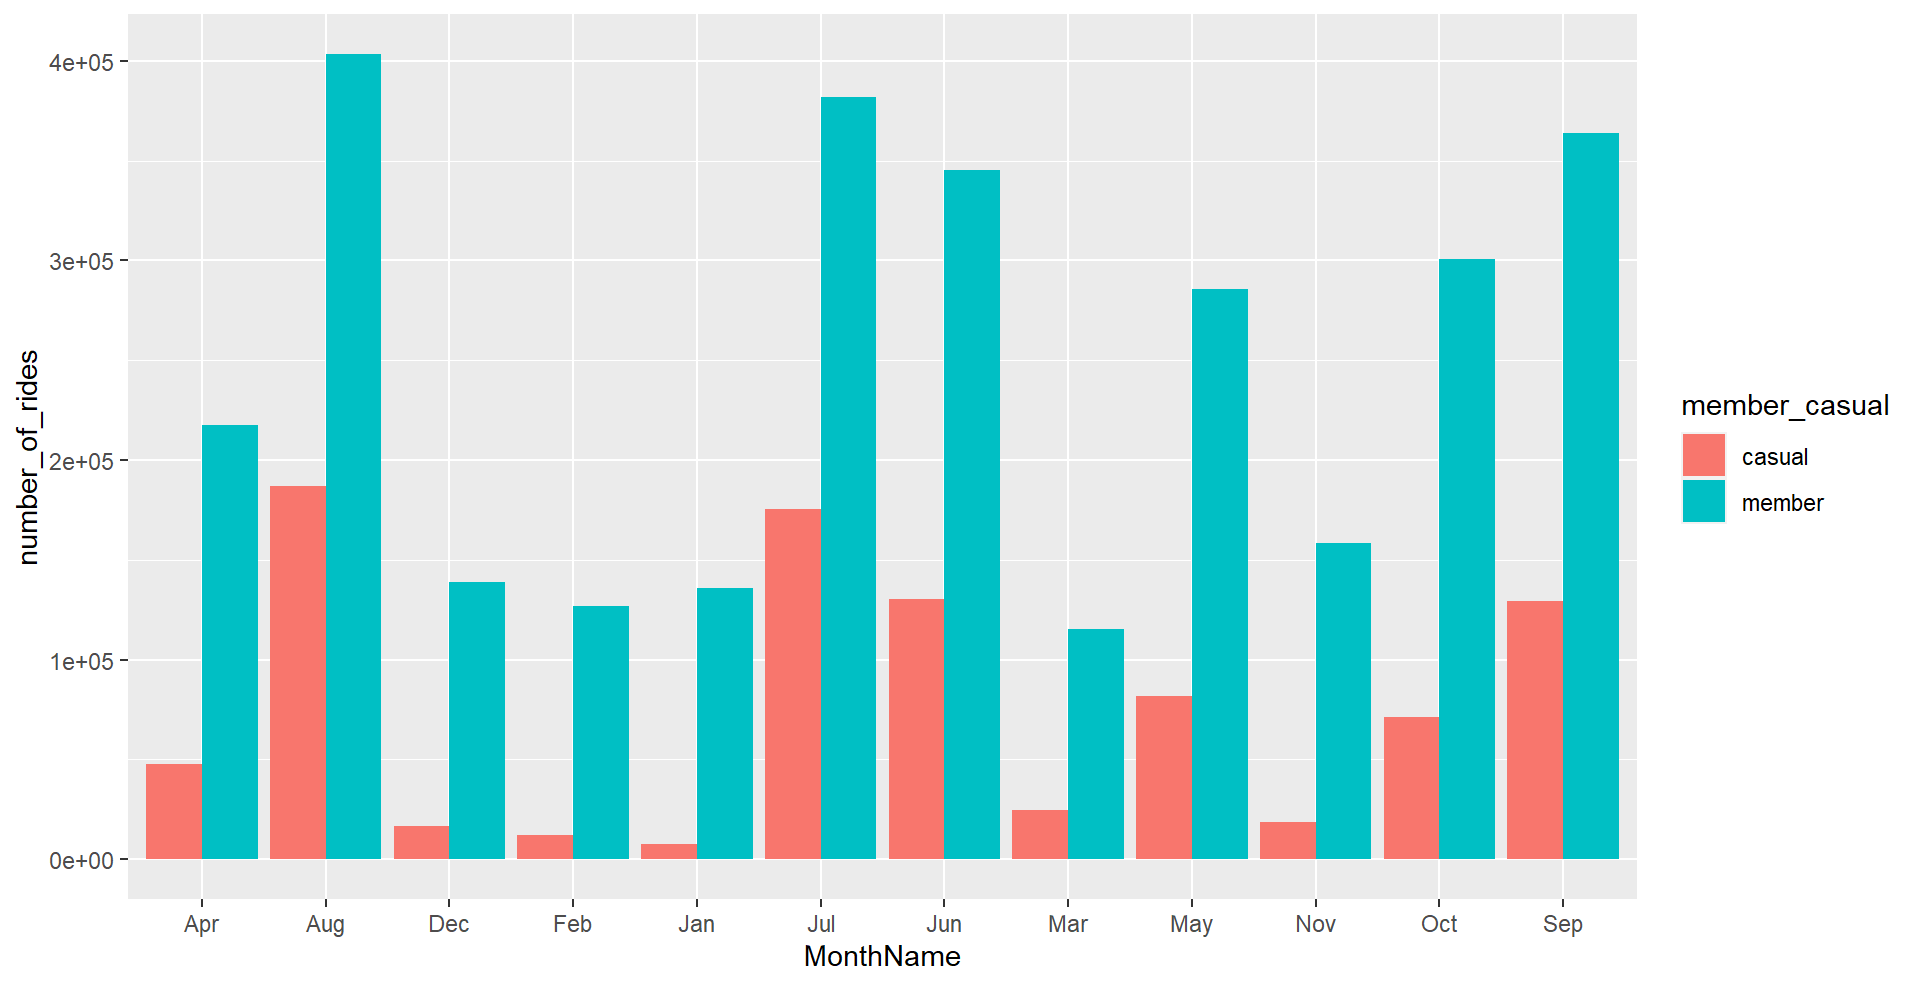 number_of_rides
4e+05
3e+05
2e+05
1e+05
0e+00
Apr Aug Dec Feb Jan Jul Jun Mar May Nov Oct Sep
MonthName
member_casual
casual
member